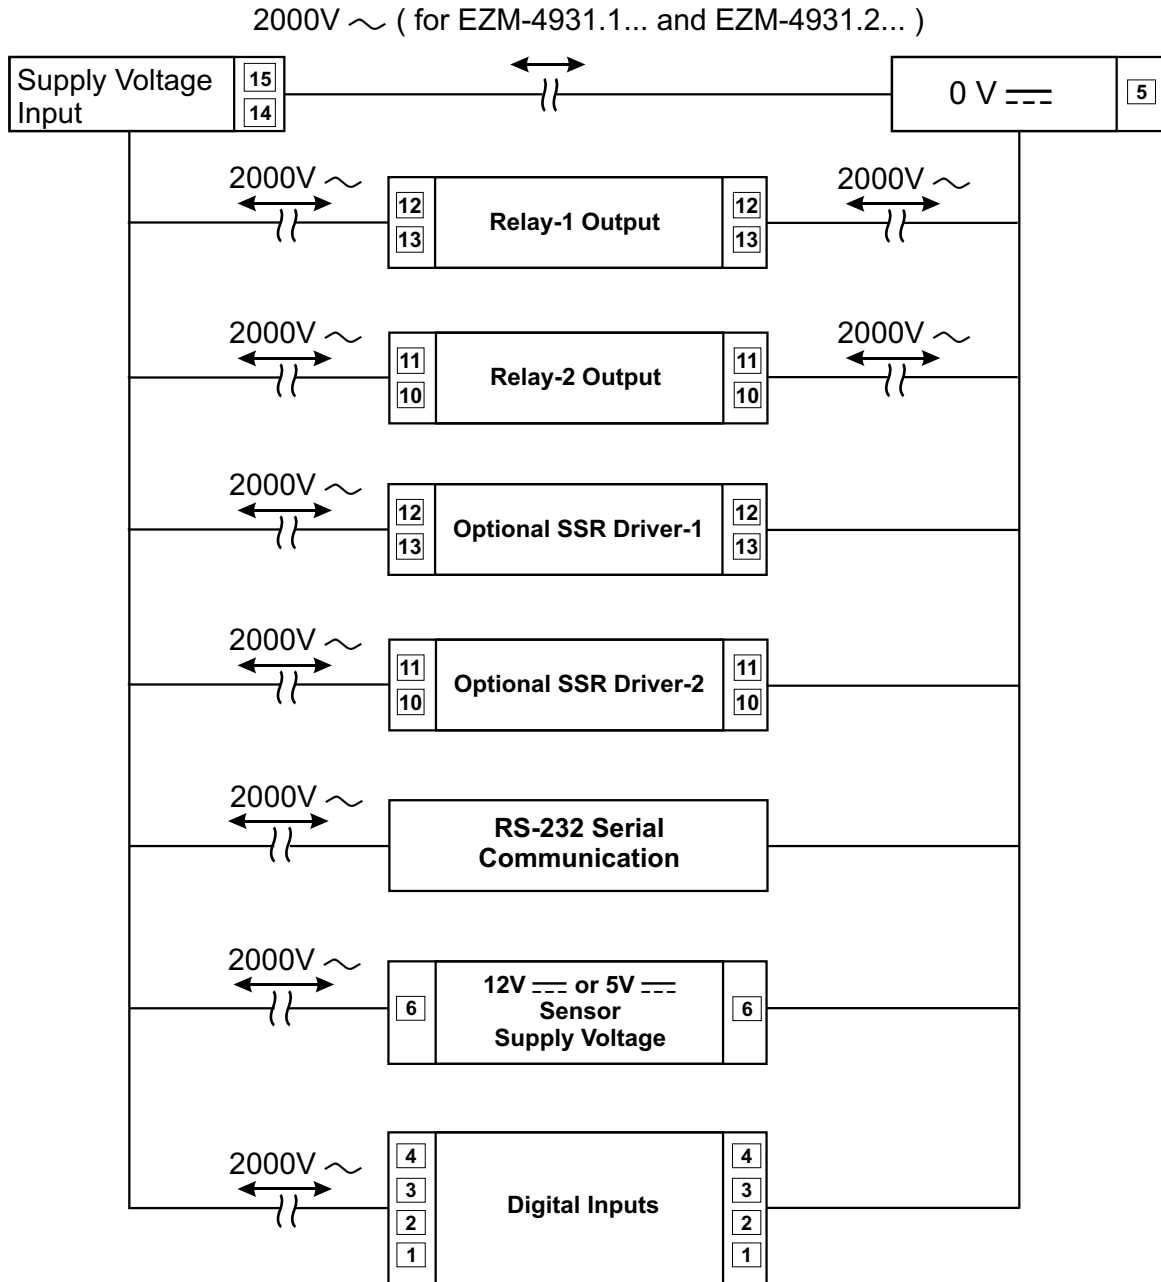 2000V ~ ( for EZM-4931.1... and EZM-4931.2... )
Supply Voltage
Input
15
14
0 V
5
2000V ~
2000V ~
12
13
Relay-1 Output
12
13
2000V ~
2000V ~
11
10
Relay-2 Output
11
10
2000V ~
12
13
Optional SSR Driver-1
12
13
2000V ~
11
10
Optional SSR Driver-2
11
10
2000V ~
RS-232 Serial
Communication
2000V ~
6
12V or 5V
Sensor
Supply Voltage
6
2000V ~
4
3
2
1
Digital Inputs
4
3
2
1